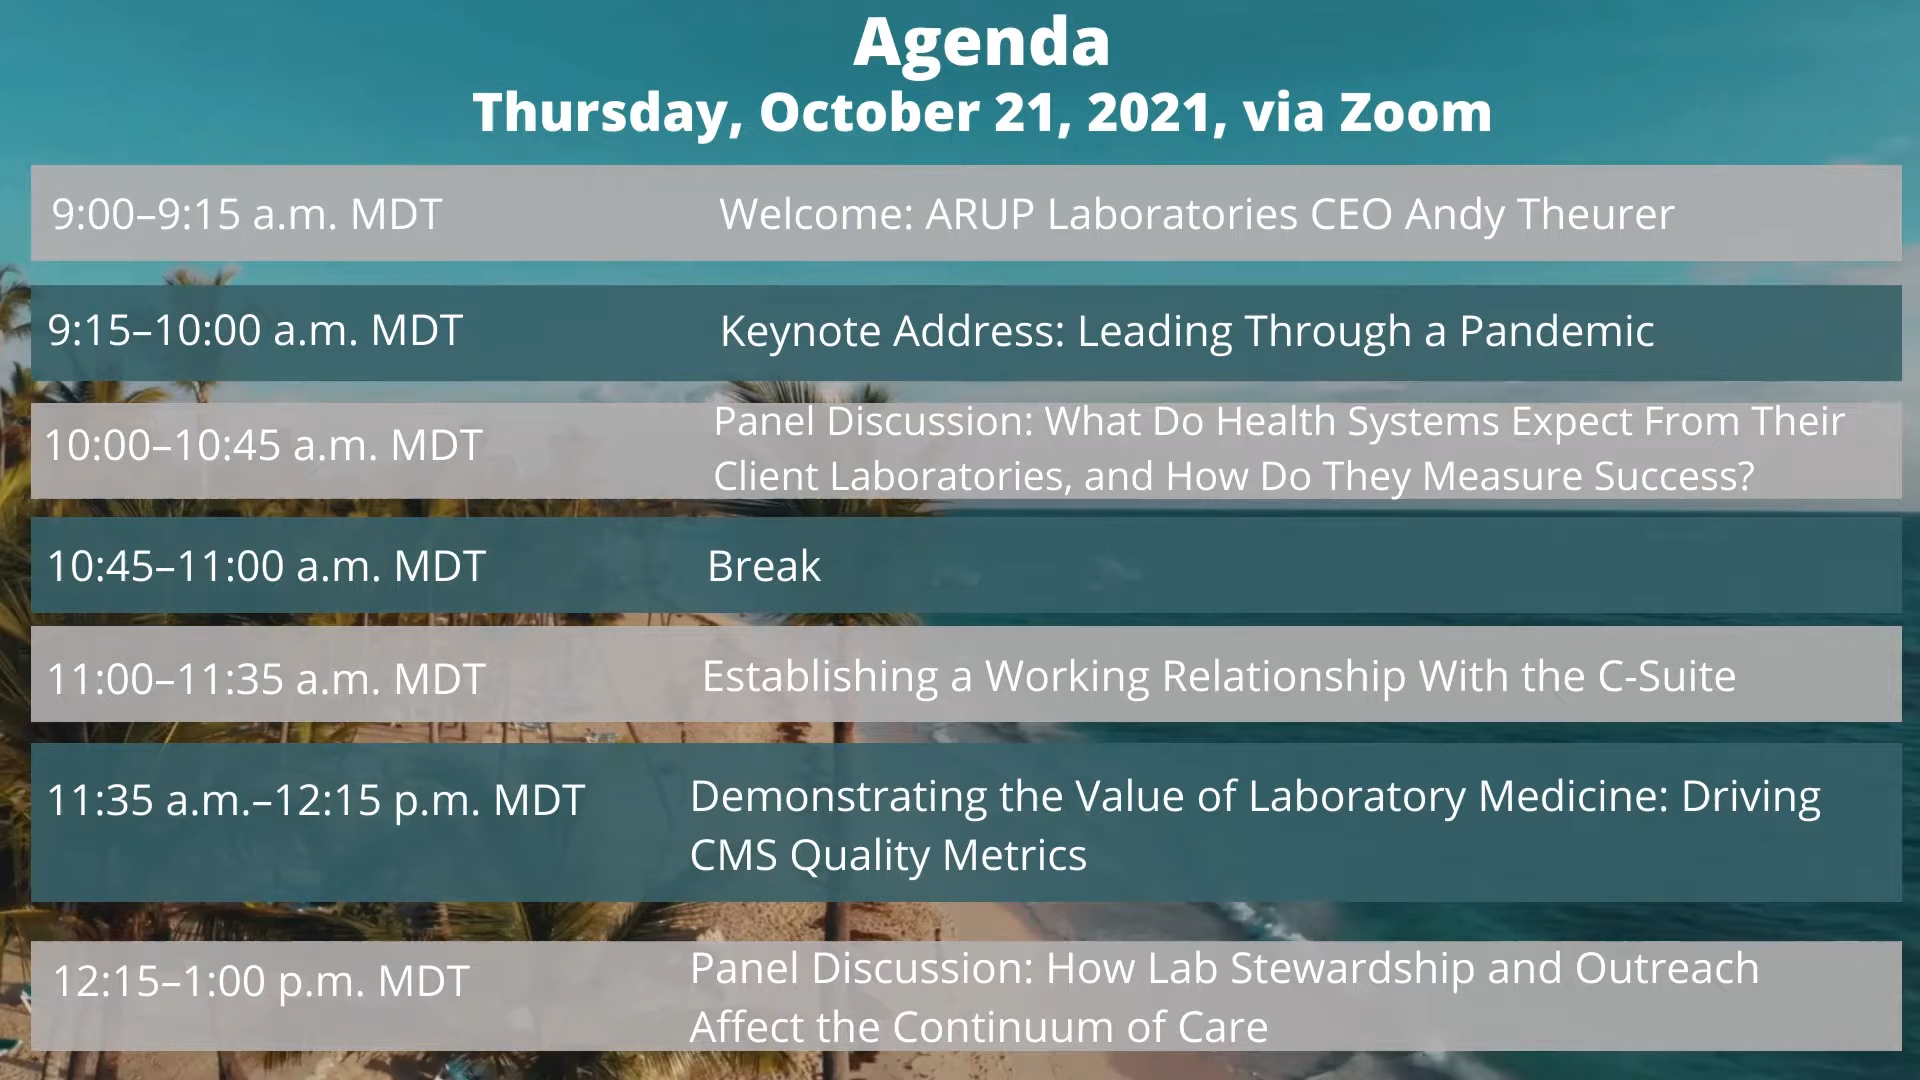 Agenda
Thursday, October 21, 2021, via Zoom
9:00–9:15 a.m. MDT
Welcome: ARUP Laboratories CEO Andy Theurer
9:15–10:00 a.m. MDT
Keynote Address: Leading Through a Pandemic
10:00–10:45 a.m. MDT
Panel Discussion: What Do Health Systems Expect From Their
Client Laboratories, and How Do They Measure Success?
10:45–11:00 a.m. MDT
Break
11:00–11:35 a.m. MDT
Establishing a Working Relationship With the C-Suite
11:35 a.m.–12:15 p.m. MDT
Demonstrating the Value of Laboratory Medicine: Driving
CMS Quality Metrics
12:15–1:00 p.m. MDT
Panel Discussion: How Lab Stewardship and Outreach
Affect the Continuum of Care